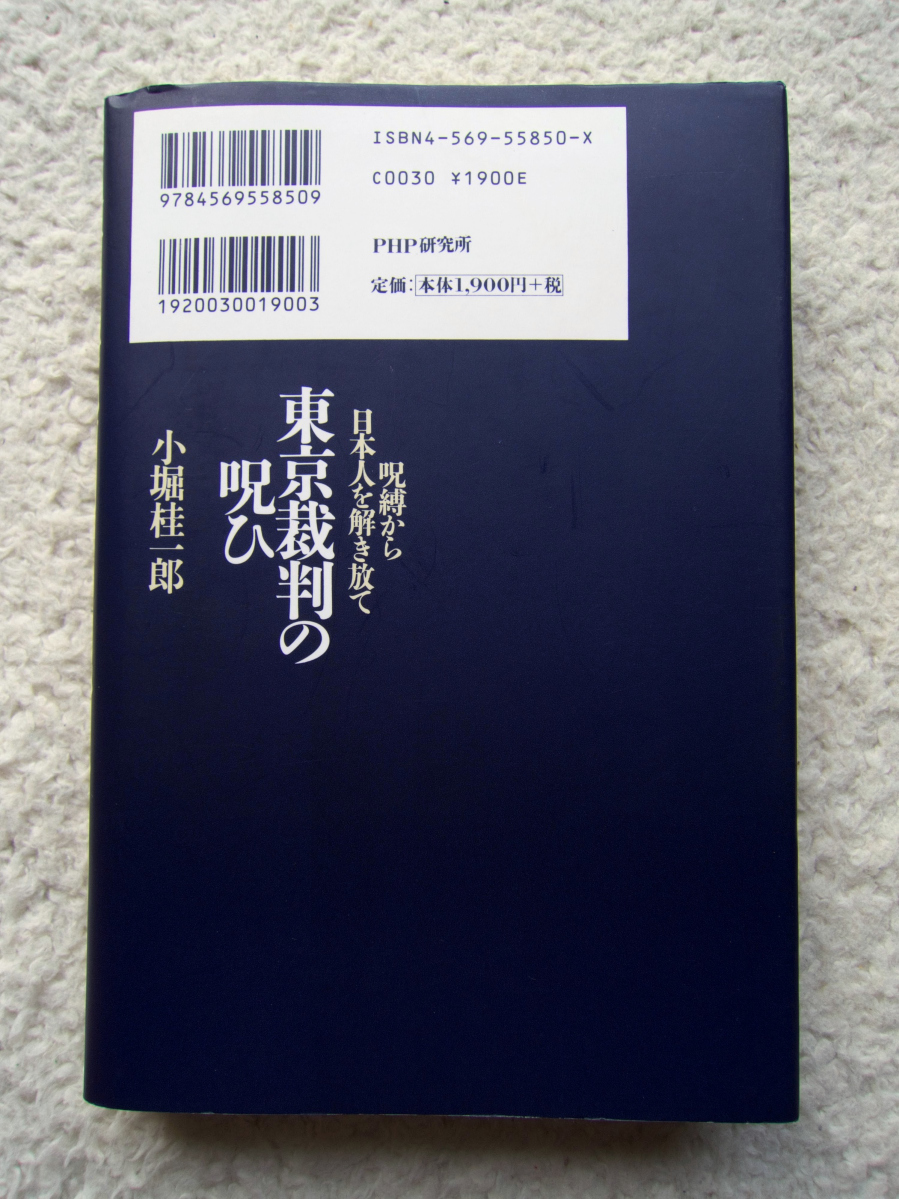 ISBN4-569-55850-X
9784569558509
C0030 ¥1900E
PHP研究所
1920030019003
定価:本体1,900円+税
呪縛から
日本人を解き放て
東京裁判の
呪ひ
小堀桂一郎